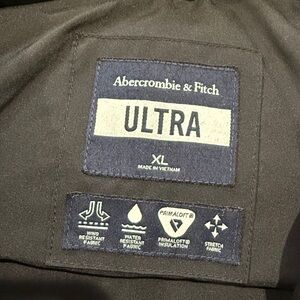 Abercrombie & Fitch
ULTRA
XL
MADE IN VIETNAM
WIND
RESISTANT
FABRIC
WATER
RESISTANT
FABRIC
PRIMALOFT®
PRIMALOFT®
INSULATION
STRETCH
FABRIC